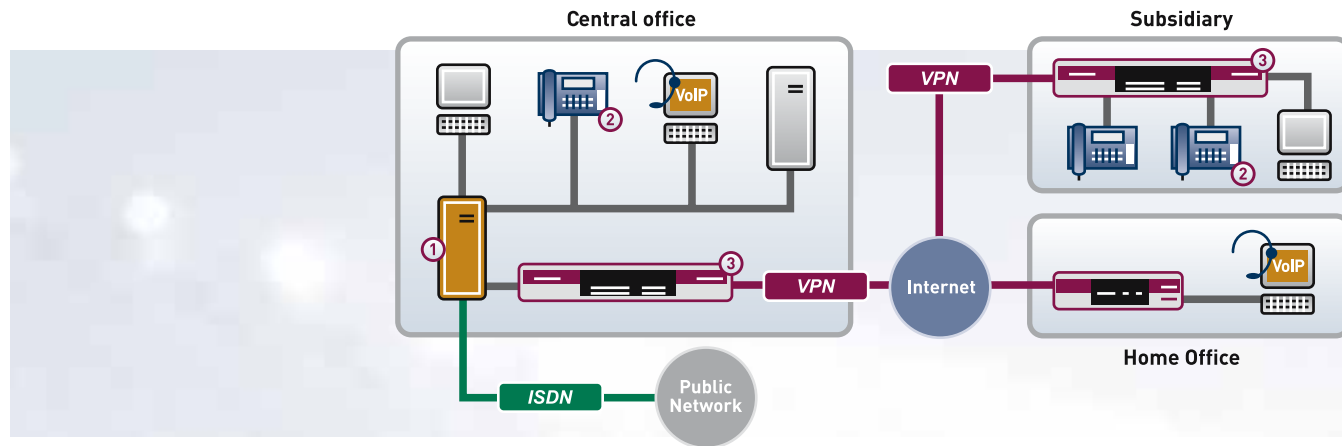 Central office
Subsidiary
VoIP
2
VPN
3
2
1
3
VPN
Internet
VoIP
Home Office
ISDN
Public
Network